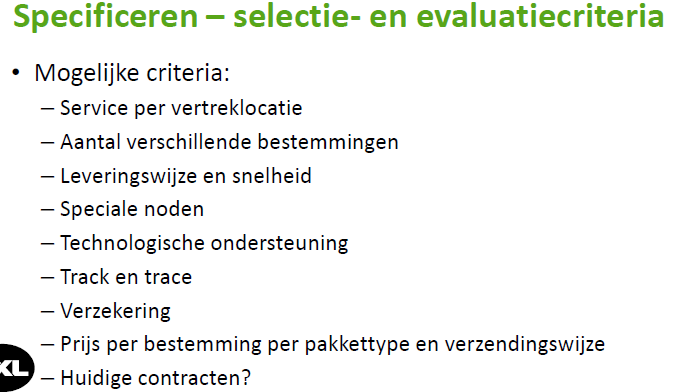 Specificeren – selectie- en evaluatiecriteria
• Mogelijke criteria:
– Service per vertreklocatie
– Aantal verschillende bestemmingen
– Leveringswijze en snelheid
– Speciale noden
– Technologische ondersteuning
– Track en trace
– Verzekering
– Prijs per bestemming per pakkettype en verzendingswijze
XL
– Huidige contracten?